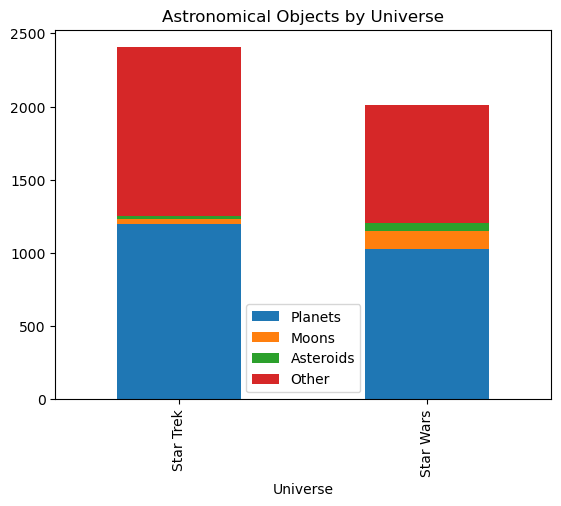 Astronomical Objects by Universe
2500
2000
1500
1000
500
0
Planets
Moons
Asteroids
Other
Star Trek
Star Wars
Universe